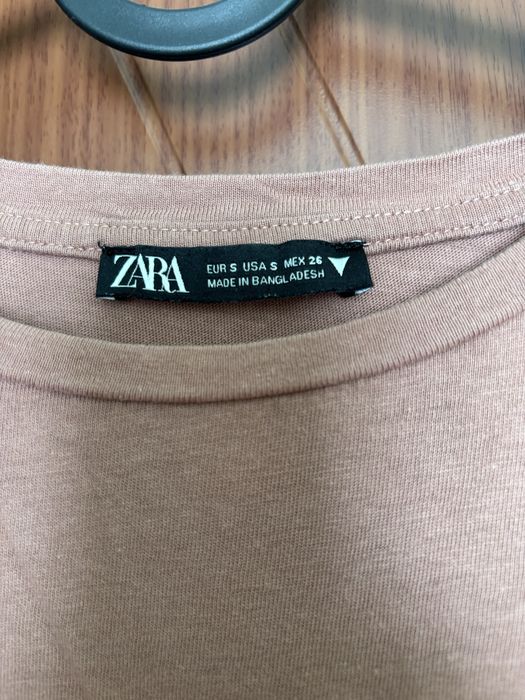 ZARA
EUR S USA S MEX 26
MADE IN BANGLADESH